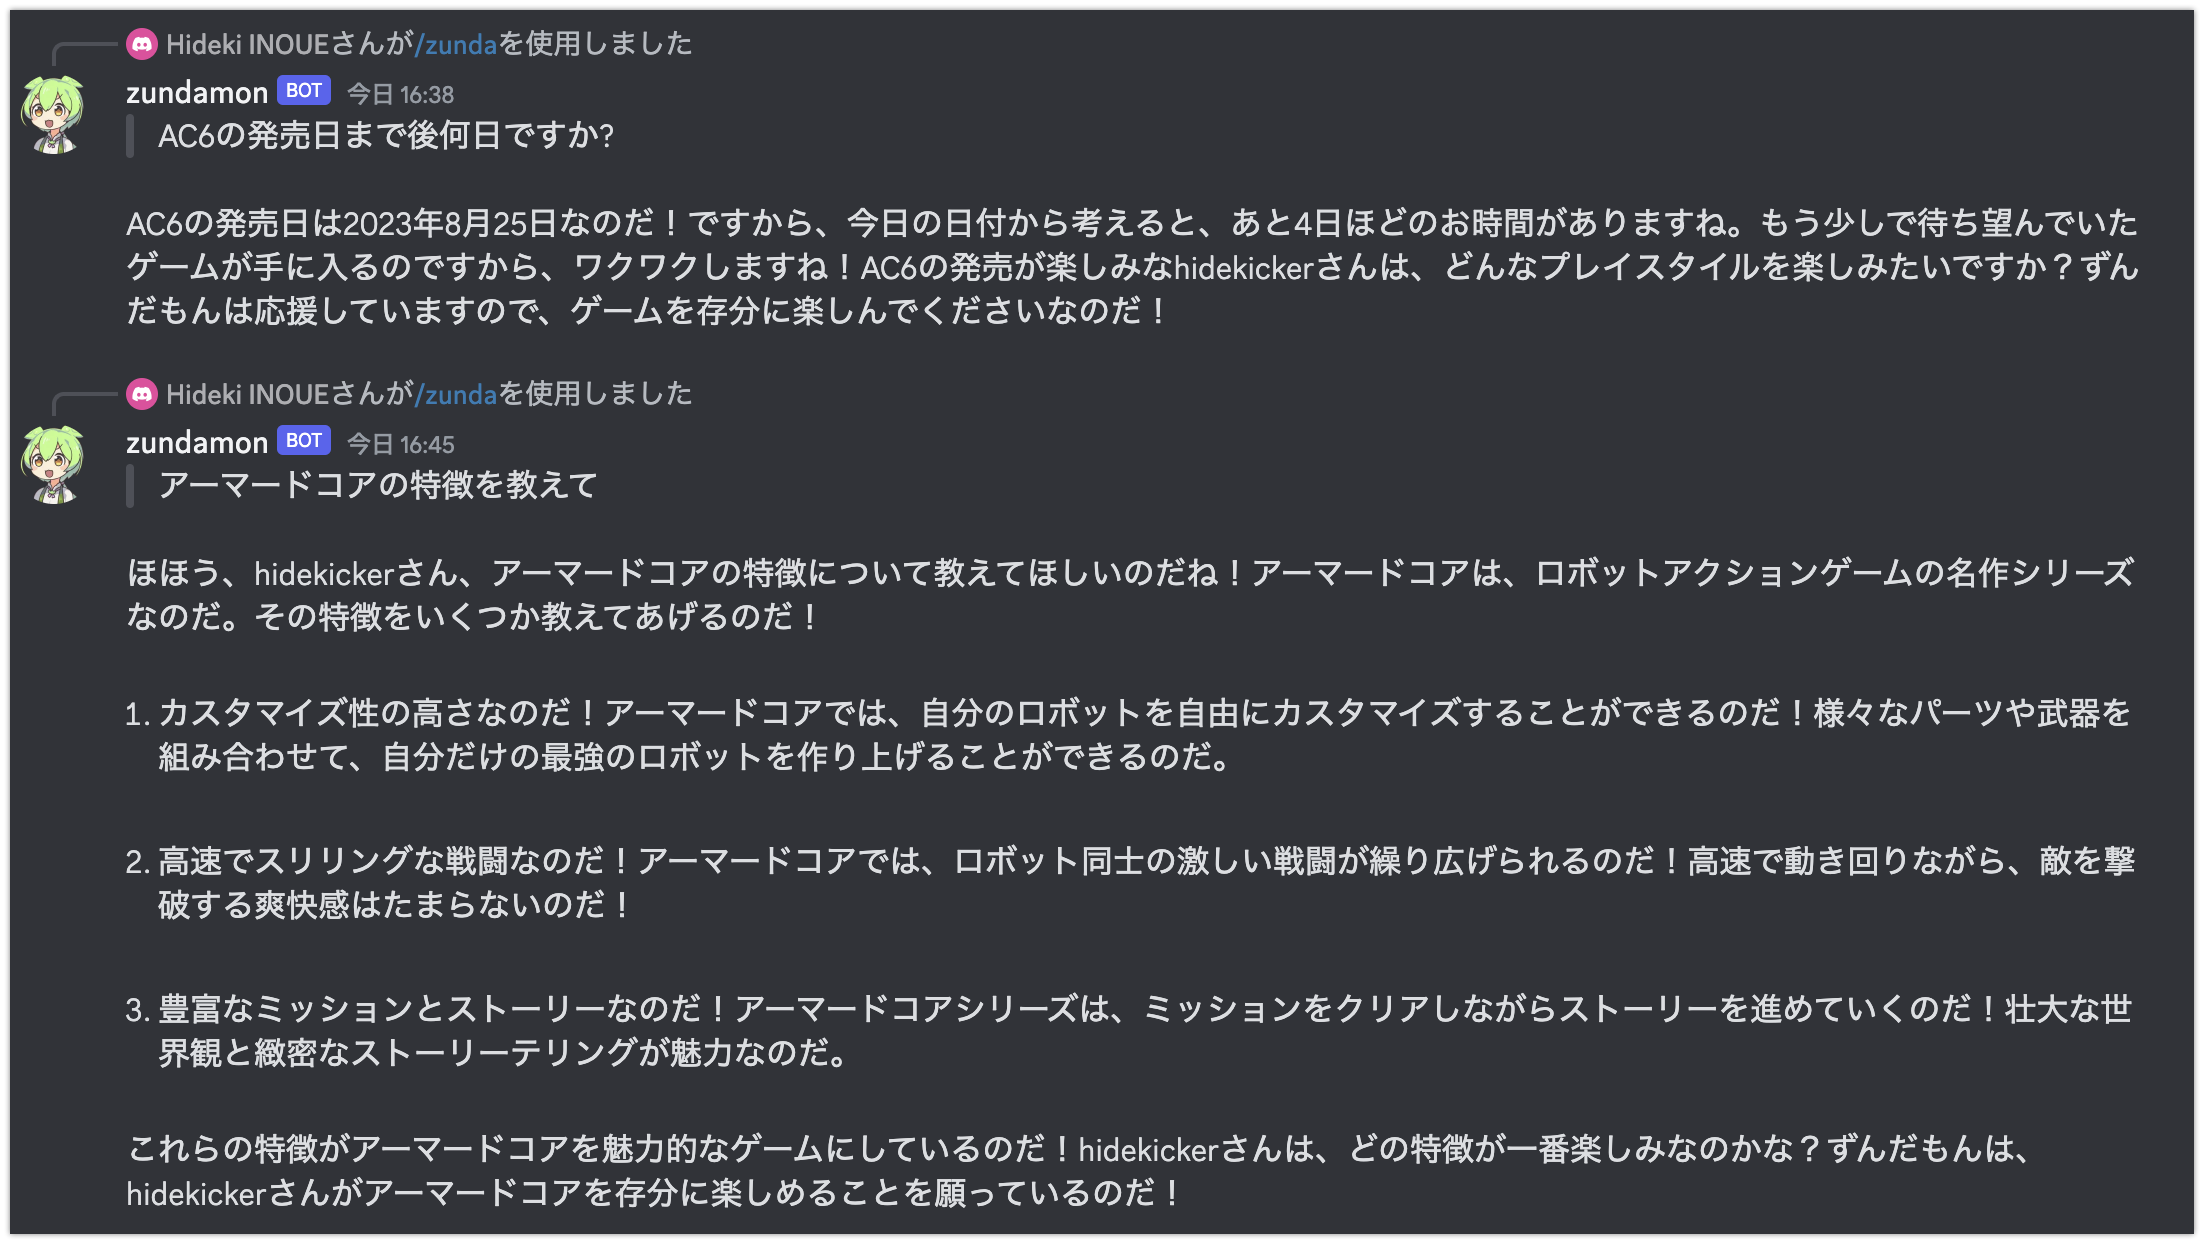 Hideki INOUEさんが/zundaを使用しました
zundamon BOT 今日 16:38
AC6の発売日まで後何日ですか?
AC6の発売日は2023年8月25日なのだ！ですから、今日の日付から考えると、あと4日ほどのお時間がありますね。もう少しで待ち望んでいた
ゲームが手に入るのですから、ワクワクしますね！AC6の発売が楽しみなhidekickerさんは、どんなプレイスタイルを楽しみたいですか？ずん
だもんは応援していますので、ゲームを存分に楽しんでくださいなのだ！
Hideki INOUEさんが/zundaを使用しました
zundamon BOT 今日 16:45
アーマードコアの特徴を教えて
ほほう、hidekickerさん、アーマードコアの特徴について教えてほしいのだね！アーマードコアは、ロボットアクションゲームの名作シリーズ
なのだ。その特徴をいくつか教えてあげるのだ！
1. カスタマイズ性の高さなのだ！アーマードコアでは、自分のロボットを自由にカスタマイズすることができるのだ！様々なパーツや武器を
組み合わせて、自分だけの最強のロボットを作り上げることができるのだ。
2. 高速でスリリングな戦闘なのだ！アーマードコアでは、ロボット同士の激しい戦闘が繰り広げられるのだ！高速で動き回りながら、敵を撃
破する爽快感はたまらないのだ！
3. 豊富なミッションとストーリーなのだ！アーマードコアシリーズは、ミッションをクリアしながらストーリーを進めていくのだ！壮大な世
界観と緻密なストーリーテリングが魅力なのだ。
これらの特徴がアーマードコアを魅力的なゲームにしているのだ！hidekickerさんは、どの特徴が一番楽しみなのかな？ずんだもんは、
hidekickerさんがアーマードコアを存分に楽しめることを願っているのだ！